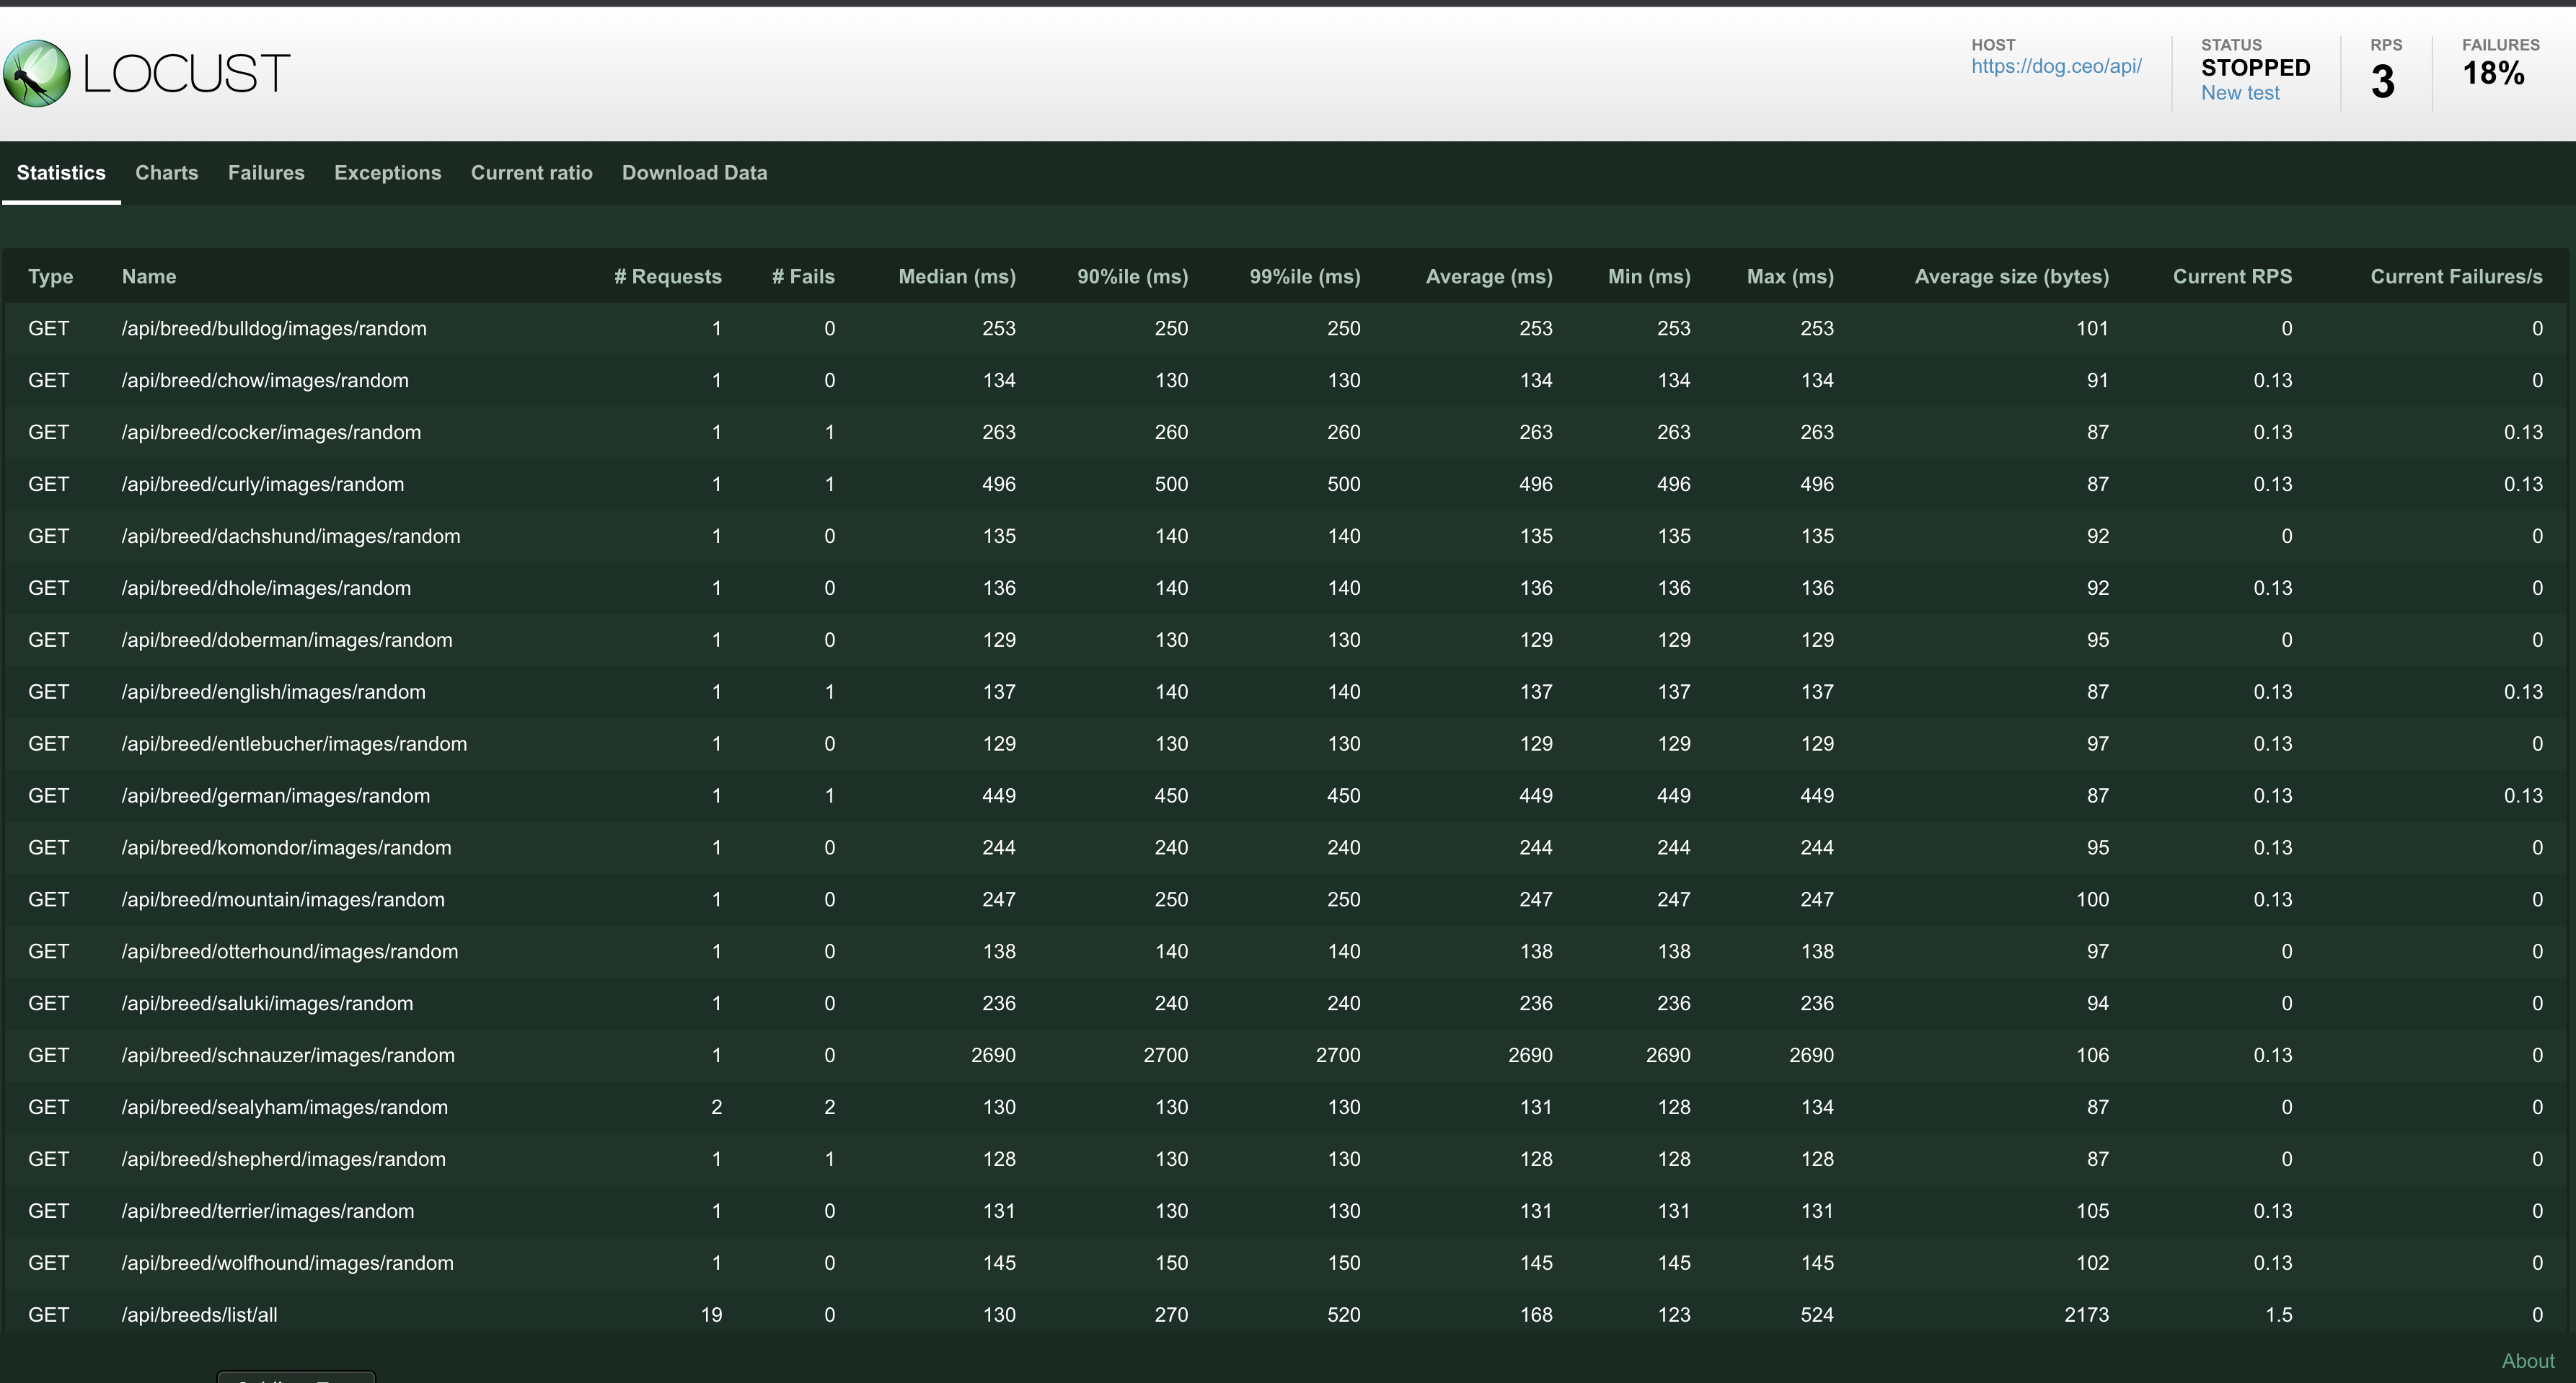 LOCUST
HOST
https://dog.ceo/api/
STATUS
STOPPED
New test
RPS
3
FAILURES
18%
Statistics Charts Failures Exceptions Current ratio Download Data
Type Name # Requests # Fails Median (ms) 90%ile (ms) 99%ile (ms) Average (ms) Min (ms) Max (ms) Average size (bytes) Current RPS Current Failures/s
GET /api/breed/bulldog/images/random 1 0 253 250 250 253 253 253 101 0 0
GET /api/breed/chow/images/random 1 0 134 130 130 134 134 134 91 0.13 0
GET /api/breed/cocker/images/random 1 1 263 260 260 263 263 263 87 0.13 0.13
GET /api/breed/curly/images/random 1 1 496 500 500 496 496 496 87 0.13 0.13
GET /api/breed/dachshund/images/random 1 0 135 140 140 135 135 135 92 0 0
GET /api/breed/dhole/images/random 1 0 136 140 140 136 136 136 92 0.13 0
GET /api/breed/doberman/images/random 1 0 129 130 130 129 129 129 95 0 0
GET /api/breed/english/images/random 1 1 137 140 140 137 137 137 87 0.13 0.13
GET /api/breed/entlebucher/images/random 1 0 129 130 130 129 129 129 97 0.13 0
GET /api/breed/german/images/random 1 1 449 450 450 449 449 449 87 0.13 0.13
GET /api/breed/komondor/images/random 1 0 244 240 240 244 244 244 95 0.13 0
GET /api/breed/mountain/images/random 1 0 247 250 250 247 247 247 100 0.13 0
GET /api/breed/otterhound/images/random 1 0 138 140 140 138 138 138 97 0 0
GET /api/breed/saluki/images/random 1 0 236 240 240 236 236 236 94 0 0
GET /api/breed/schnauzer/images/random 1 0 2690 2700 2700 2690 2690 2690 106 0.13 0
GET /api/breed/sealyham/images/random 2 2 130 130 130 131 128 134 87 0 0
GET /api/breed/shepherd/images/random 1 1 128 130 130 128 128 128 87 0 0
GET /api/breed/terrier/images/random 1 0 131 130 130 131 131 131 105 0.13 0
GET /api/breed/wolfhound/images/random 1 0 145 150 150 145 145 145 102 0.13 0
GET /api/breeds/list/all 19 0 130 270 520 168 123 524 2173 1.5 0
About